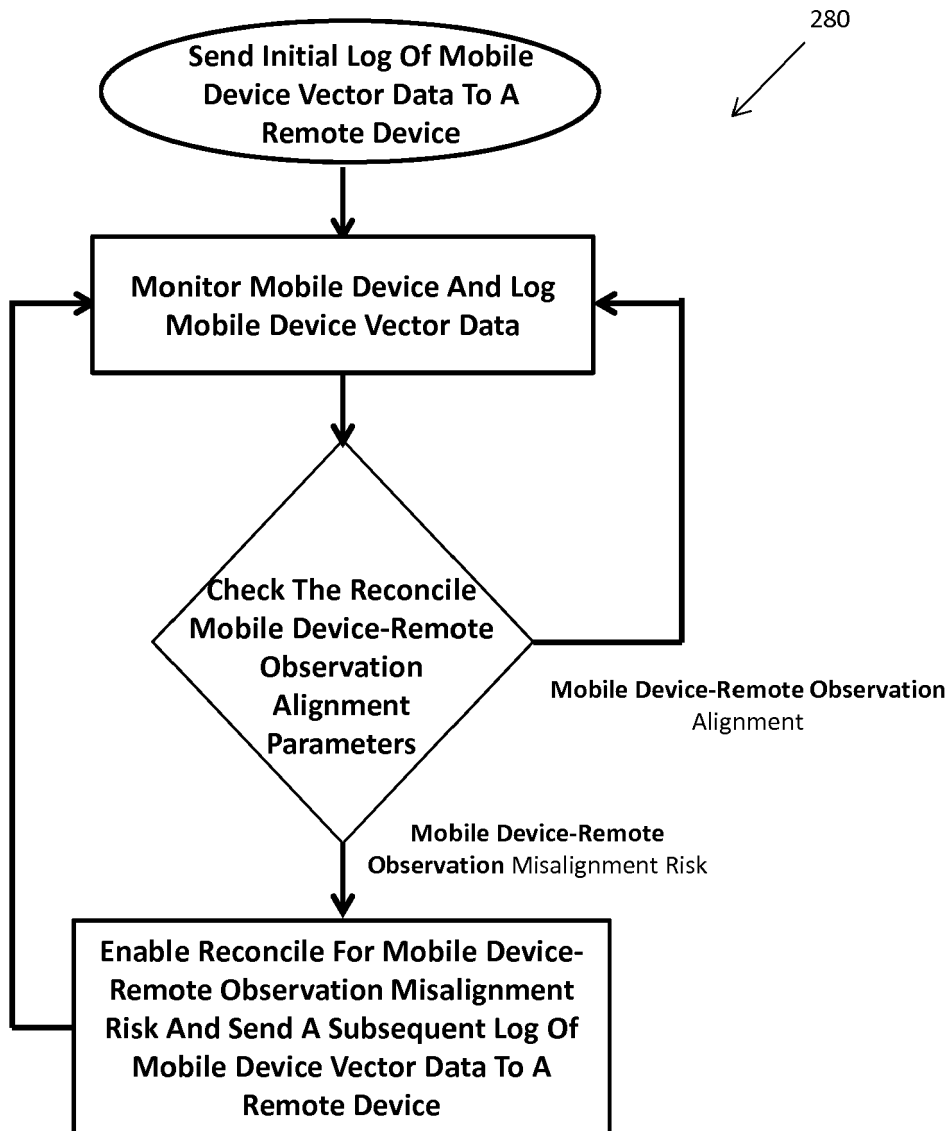 280
Send Initial Log Of Mobile
Device Vector Data To A
Remote Device
Monitor Mobile Device And Log
Mobile Device Vector Data
Check The Reconcile
Mobile Device-Remote
Observation
Alignment
Parameters
Mobile Device-Remote Observation
Alignment
Mobile Device-Remote
Observation Misalignment Risk
Enable Reconcile For Mobile Device-
Remote Observation Misalignment
Risk And Send A Subsequent Log Of
Mobile Device Vector Data To A
Remote Device